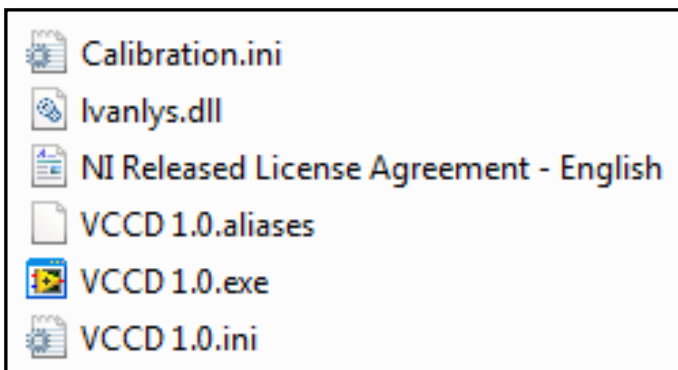 Calibration.ini
lvanlys.dll
NI Released License Agreement - English
VCCD 1.0.aliases
VCCD 1.0.exe
VCCD 1.0.ini